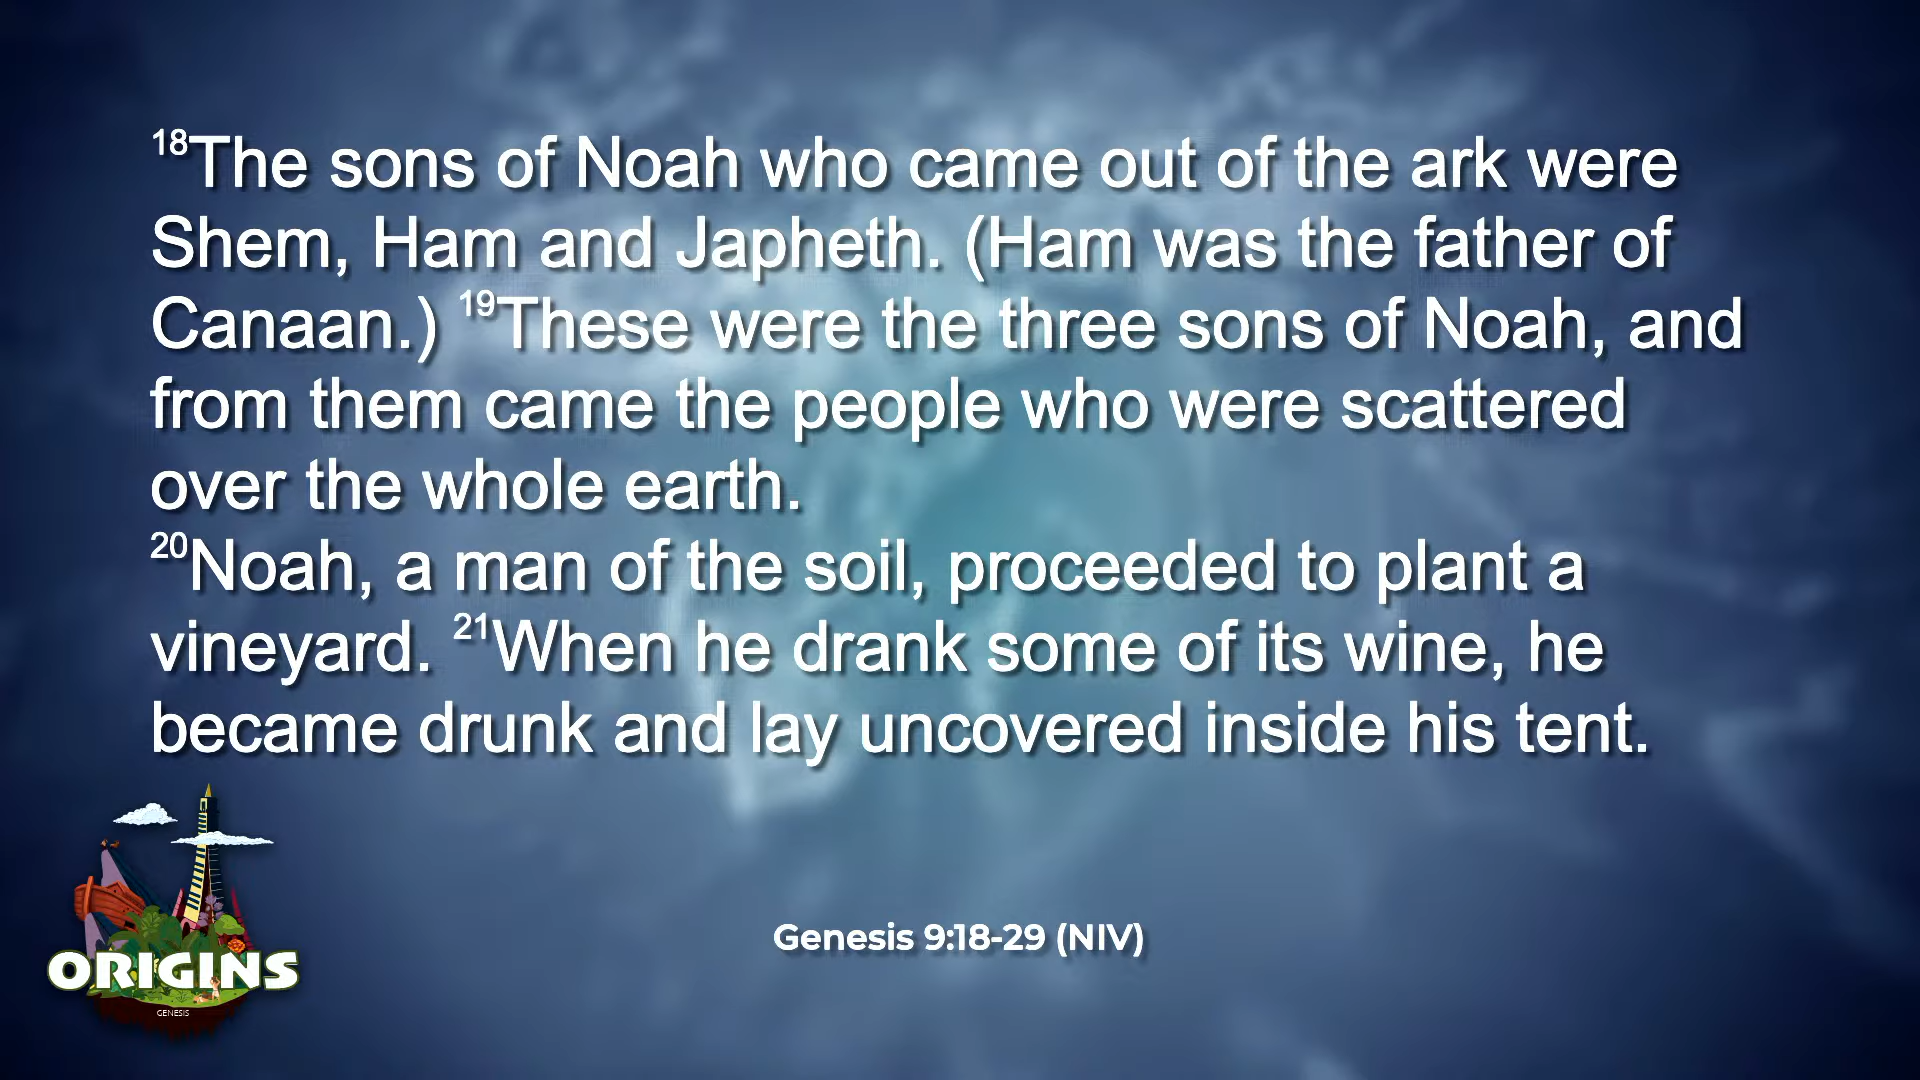 18The sons of Noah who came out of the ark were
Shem, Ham and Japheth. (Ham was the father of
Canaan.) 19These were the three sons of Noah, and
from them came the people who were scattered
over the whole earth.
20Noah, a man of the soil, proceeded to plant a
vineyard. 21When he drank some of its wine, he
became drunk and lay uncovered inside his tent.
Genesis 9:18-29 (NIV)
ORIGINS
GENESIS